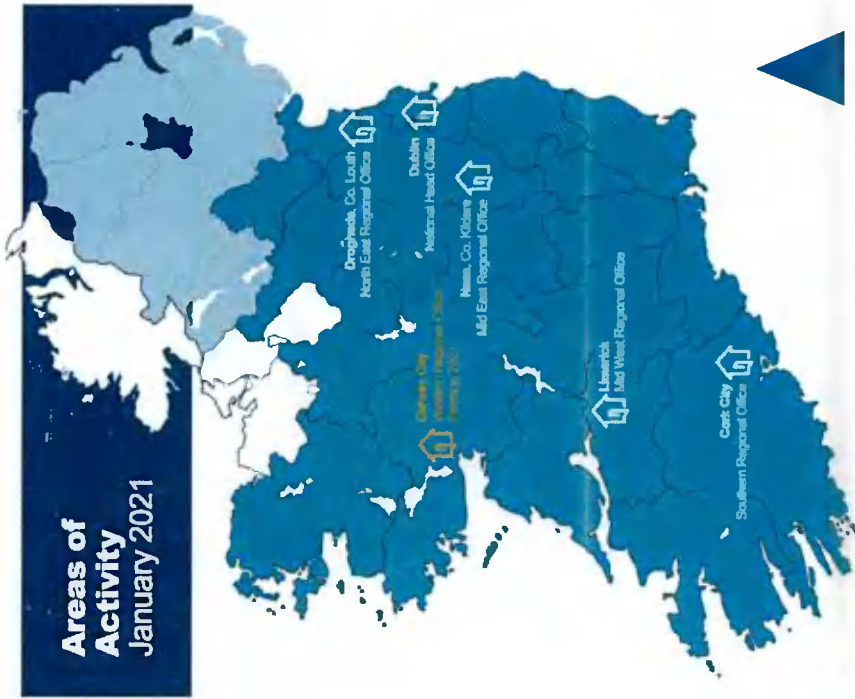 Areas of
Activity
January 2021
Drogheda, Co. Louth
North East Regional Office
Dublin
National Head Office
Naas, Co. Kildare
Mid East Regional Office
Galway City
Western Regional Office
Limerick
Mid West Regional Office
Cork City
Southern Regional Office